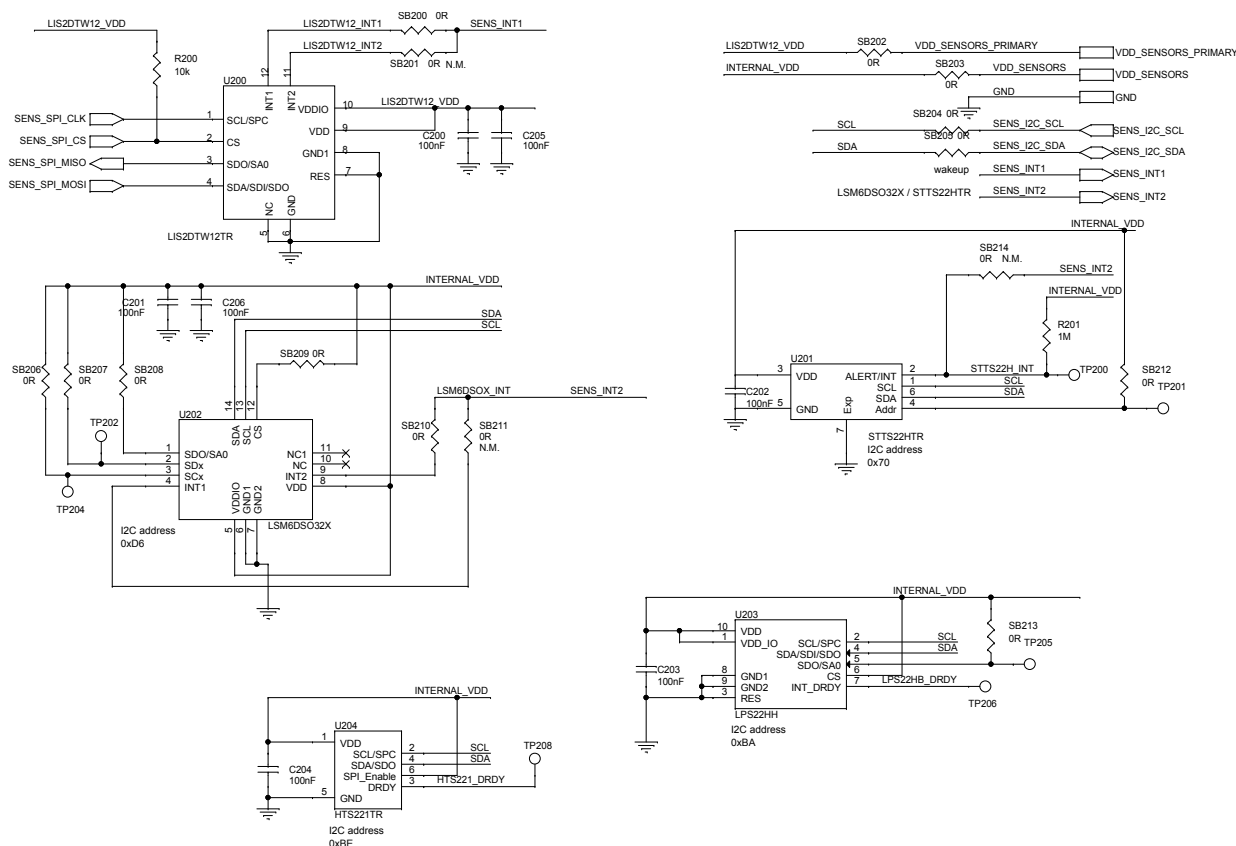 LIS2DTW12_VDD
R200
10k
LIS2DTW12_INT1
SB200 0R
SENS_INT1
LIS2DTW12_INT2
SB201 0R N.M.
U200
12
11
INT1
INT2
SENS_SPI_CLK
1
SCL/SPC
SENS_SPI_CS
2
CS
SENS_SPI_MISO
3
SDO/SA0
SENS_SPI_MOSI
4
SDA/SDI/SDO
VDDIO
10
LIS2DTW12_VDD
VDD
9
GND1
8
RES
7
NC
GND
5
6
LIS2DTW12TR
C200
100nF
C205
100nF
LIS2DTW12_VDD
SB202
0R
VDD_SENSORS_PRIMARY
VDD_SENSORS_PRIMARY
INTERNAL_VDD
SB203
0R
VDD_SENSORS
VDD_SENSORS
GND
GND
SB204 0R
SCL
SENS_I2C_SCL
SENS_I2C_SCL
SB205 0R
SDA
SENS_I2C_SDA
SENS_I2C_SDA
wakeup
SENS_INT1
SENS_INT1
LSM6DSO32X / STTS22HTR
SENS_INT2
SENS_INT2
INTERNAL_VDD
C201
100nF
C206
100nF
SDA
SCL
SB206
0R
SB207
0R
SB208
0R
SB209 0R
U202
14
13
12
SDA
SCL
CS
TP202
1
SDO/SA0
2
SDx
3
SCx
4
INT1
NC1
11
NC
10
INT2
9
VDD
8
VDDIO
GND1
GND2
5
6
7
TP204
I2C address
0xD6
LSM6DSO32X
LSM6DSOX_INT
SENS_INT2
SB210
0R
SB211
0R
N.M.
INTERNAL_VDD
SB214
0R N.M.
SENS_INT2
INTERNAL_VDD
R201
1M
U201
3
VDD
5
GND
Exp
7
ALERT/INT
2
STTS22H_INT
SCL
1
SCL
SDA
6
SDA
Addr
4
TP200
SB212
0R
TP201
C202
100nF
STTS22HTR
I2C address
0x70
INTERNAL_VDD
U203
10
VDD
1
VDD_IO
8
GND1
9
GND2
3
RES
SCL/SPC
2
SCL
SDA/SDI/SDO
4
SDA
SDO/SA0
5
CS
6
INT_DRDY
7
LPS22HB_DRDY
SB213
0R
TP205
TP206
C203
100nF
LPS22HH
I2C address
0xBA
INTERNAL_VDD
U204
1
VDD
5
GND
SCL/SPC
2
SCL
SDA/SDO
4
SDA
SPI_Enable
6
DRDY
3
HTS221_DRDY
TP208
C204
100nF
HTS221TR
I2C address
0xBE